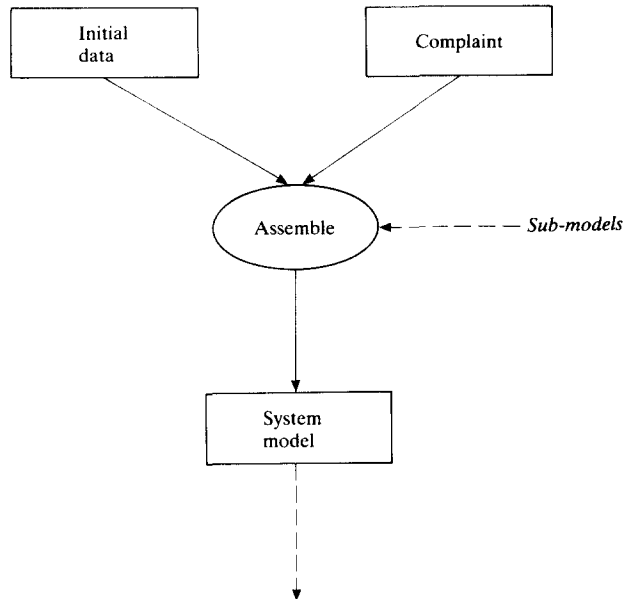 Initial
data
Complaint
Assemble
Sub-models
System
model